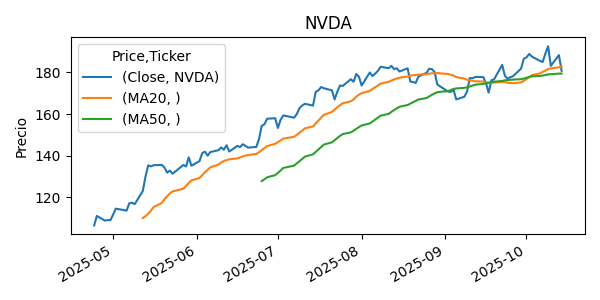 NVDA
Price,Ticker
(Close, NVDA)
(MA20, )
(MA50, )
Precio
180
160
140
120
2025-05
2025-06
2025-07
2025-08
2025-09
2025-10